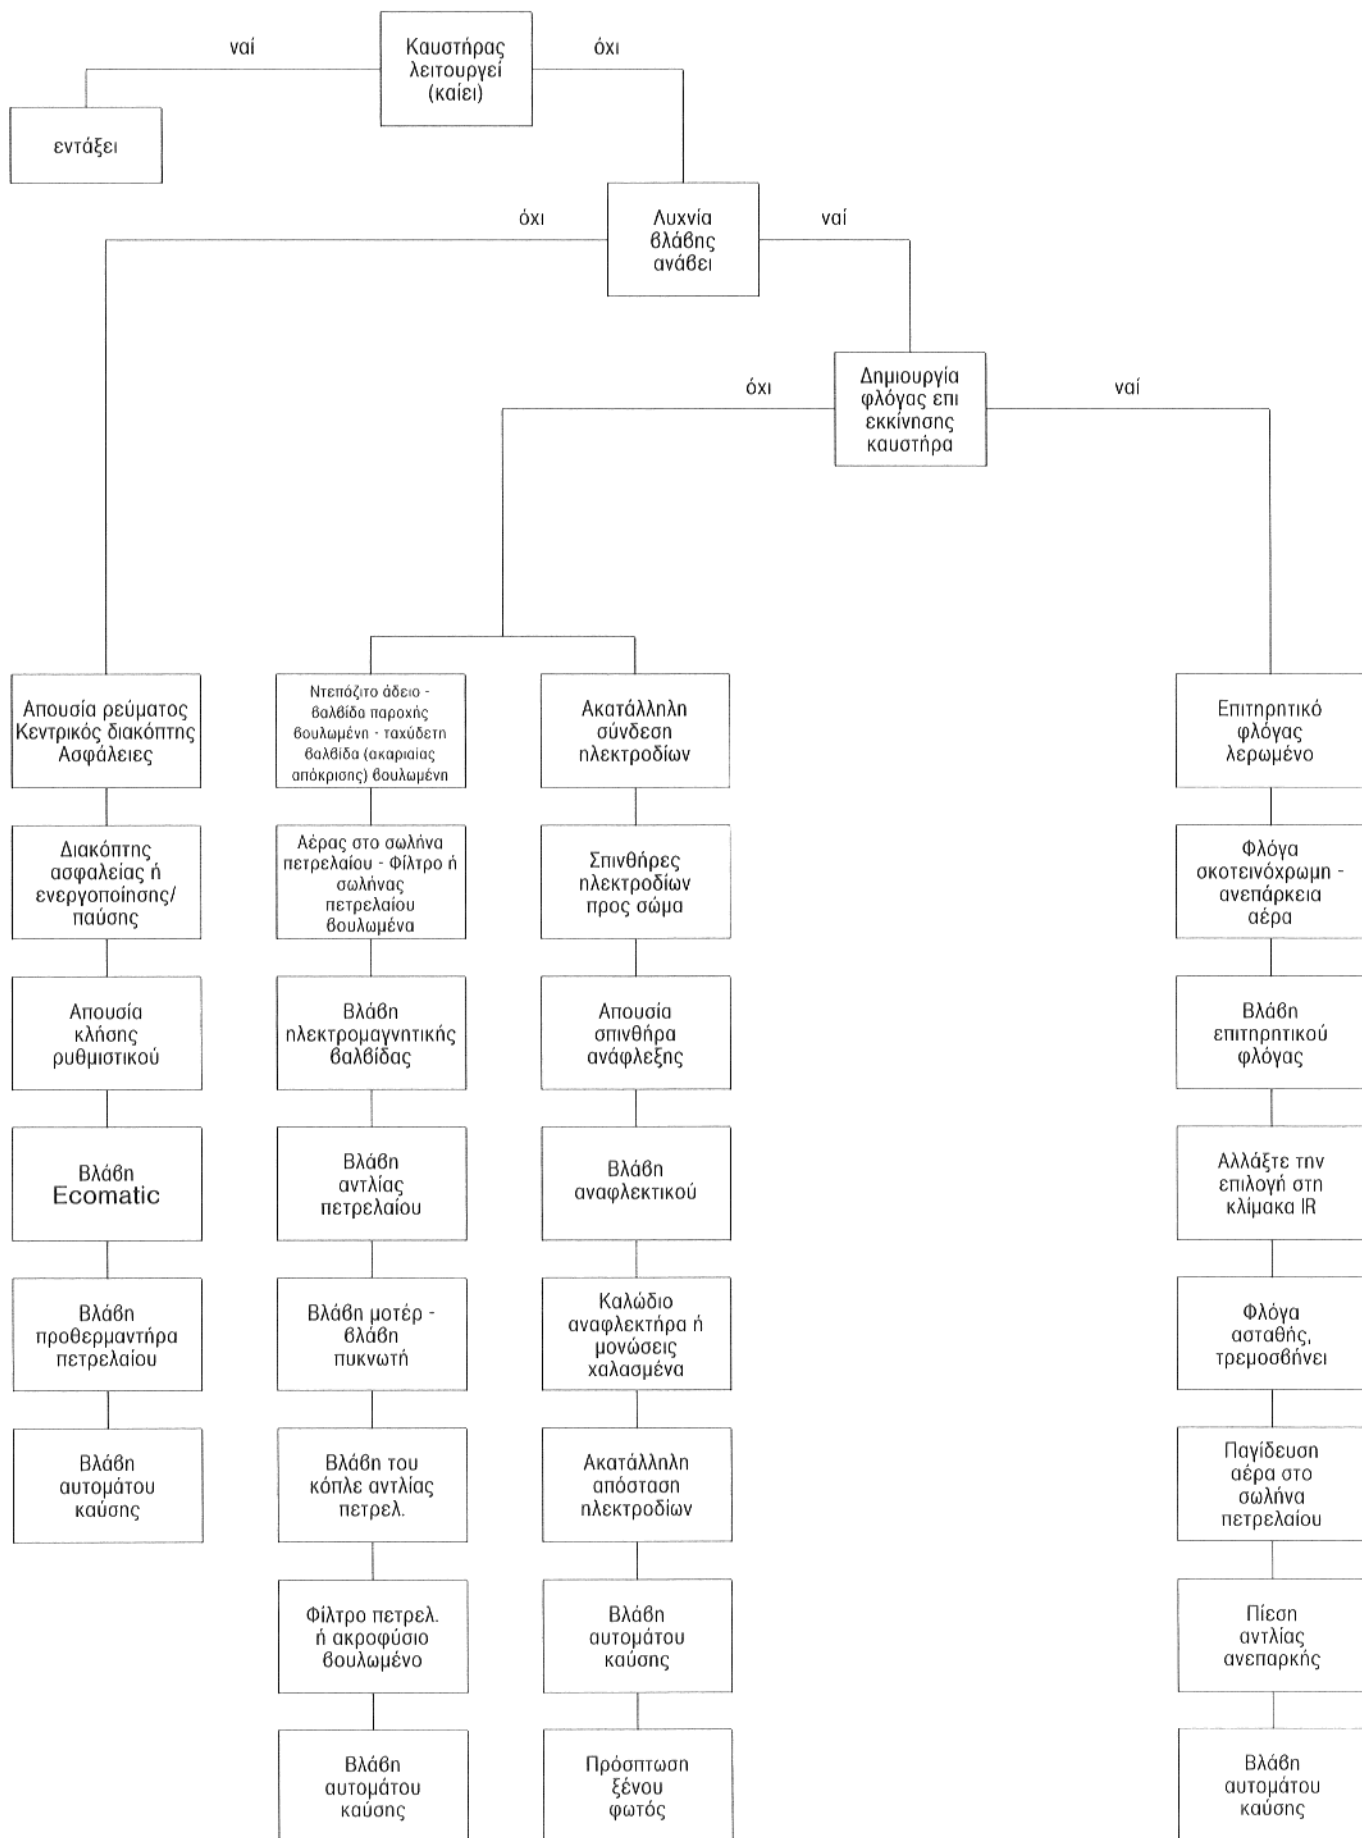 ναί
Καυστήρας
λειτουργεί
(καίει)
όχι
εντάξει
όχι
Λυχνία
βλάβης
ανάβει
ναί
όχι
Δημιουργία
φλόγας επι
εκκίνησης
καυστήρα
ναί
Απουσία ρεύματος
Κεντρικός διακόπτης
Ασφάλειες
Διακόπτης
ασφαλείας ή
ενεργοποίησης/
παύσης
Απουσία
κλήσης
ρυθμιστικού
Βλάβη
Ecomatic
Βλάβη
προθερμαντήρα
πετρελαίου
Βλάβη
αυτομάτου
καύσης
Ντεπόζιτο άδειο -
βαλβίδα παροχής
βουλωμένη - ταχύδετη
βαλβίδα (ακαριαίας
απόκρισης) βουλωμένη
Αέρας στο σωλήνα
πετρελαίου - Φίλτρο ή
σωλήνας
πετρελαίου
βουλωμένα
Βλάβη
ηλεκτρομαγνητικής
βαλβίδας
Βλάβη
αντλίας
πετρελαίου
Βλάβη μοτέρ -
βλάβη
πυκνωτή
Βλάβη του
κόπλε αντλίας
πετρελ.
Φίλτρο πετρελ.
ή ακροφύσιο
βουλωμένο
Βλάβη
αυτομάτου
καύσης
Ακατάλληλη
σύνδεση
ηλεκτροδίων
Σπινθήρες
ηλεκτροδίων
προς σώμα
Απουσία
σπινθήρα
ανάφλεξης
Βλάβη
αναφλεκτικού
Καλώδιο
αναφλεκτήρα ή
μονώσεις
χαλασμένα
Ακατάλληλη
απόσταση
ηλεκτροδίων
Βλάβη
αυτομάτου
καύσης
Πρόσπτωση
ξένου
φωτός
Επιτηρητικό
φλόγας
λερωμένο
Φλόγα
σκοτεινόχρωμη -
ανεπάρκεια
αέρα
Βλάβη
επιτηρητικού
φλόγας
Αλλάξτε την
επιλογή στη
κλίμακα IR
Φλόγα
ασταθής,
τρεμοσβήνει
Παγίδευση
αέρα στο
σωλήνα
πετρελαίου
Πίεση
αντλίας
ανεπαρκής
Βλάβη
αυτομάτου
καύσης